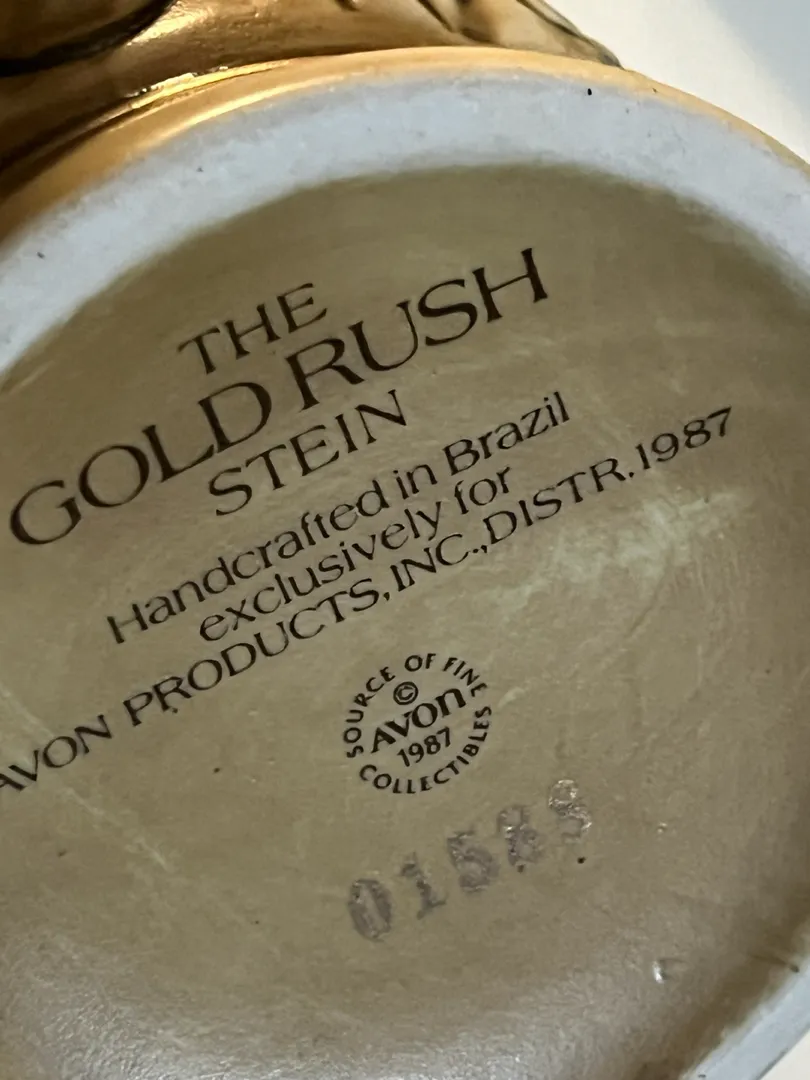 THE
GOLD RUSH
STEIN
Handcrafted in Brazil
exclusively for
AVON PRODUCTS, INC., DISTR. 1987
SOURCE OF FINE
©
AVON
1987
COLLECTIBLES